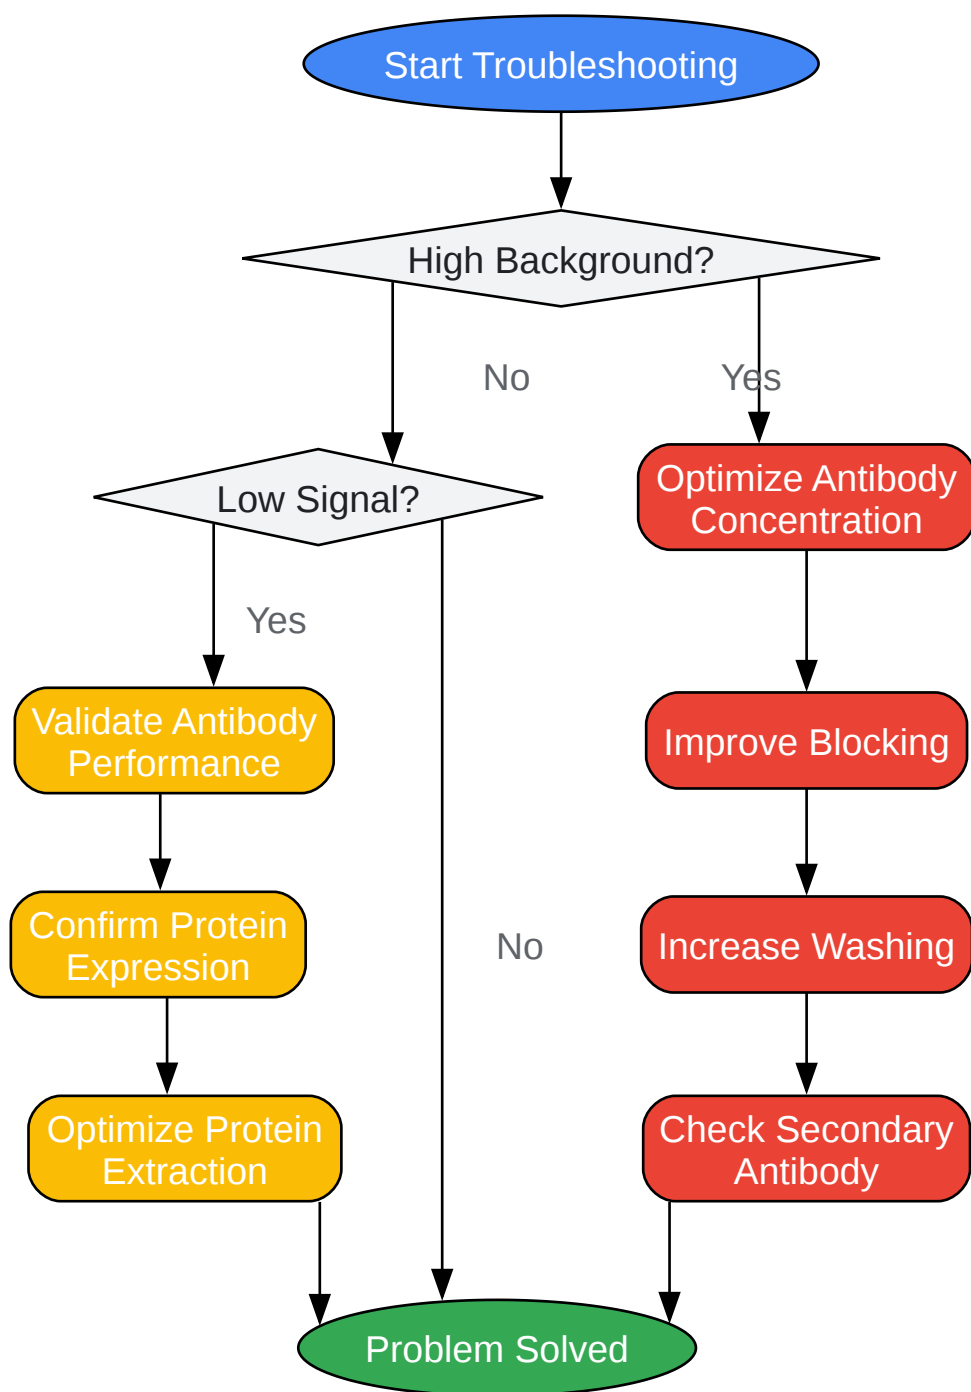 Start Troubleshooting
High Background?
No
Yes
Low Signal?
Optimize Antibody
Concentration
Yes
Validate Antibody
Performance
Improve Blocking
Confirm Protein
Expression
No
Increase Washing
Optimize Protein
Extraction
Check Secondary
Antibody
Problem Solved